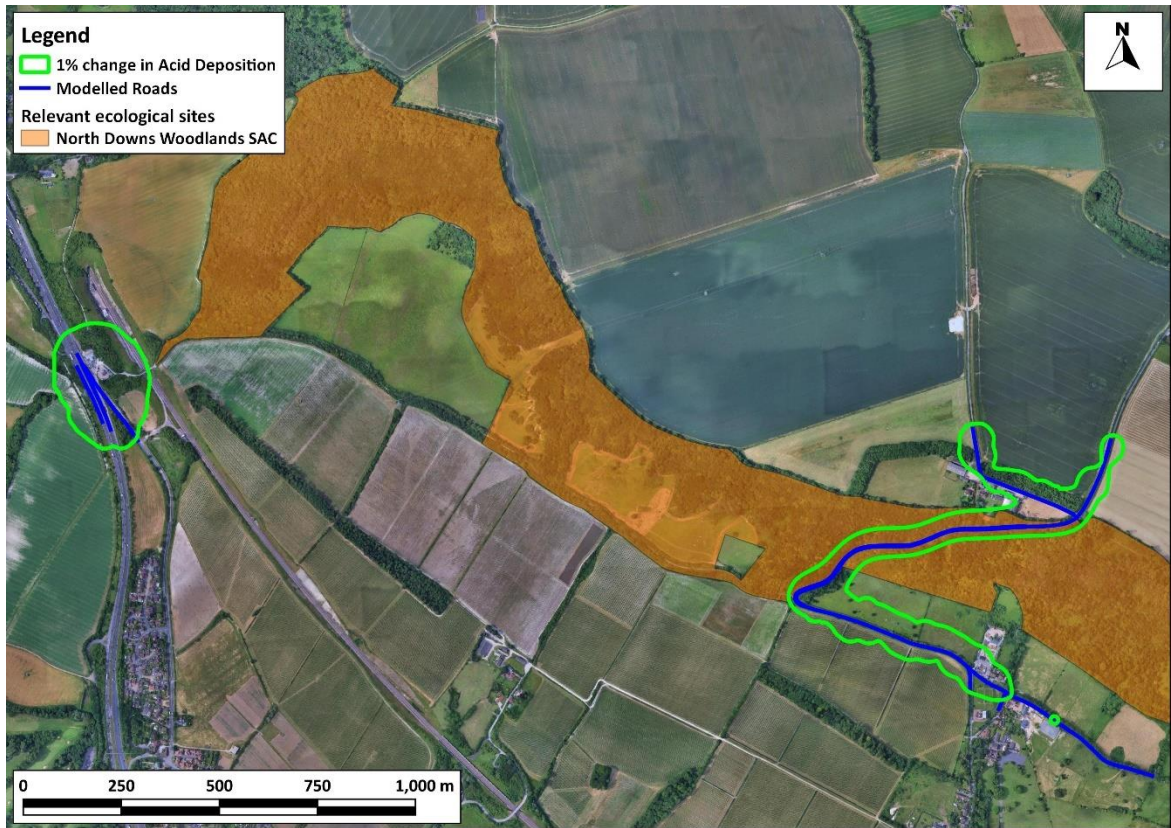 Legend
1% change in Acid Deposition
Modelled Roads
Relevant ecological sites
North Downs Woodlands SAC
N
0 250 500 750 1,000 m